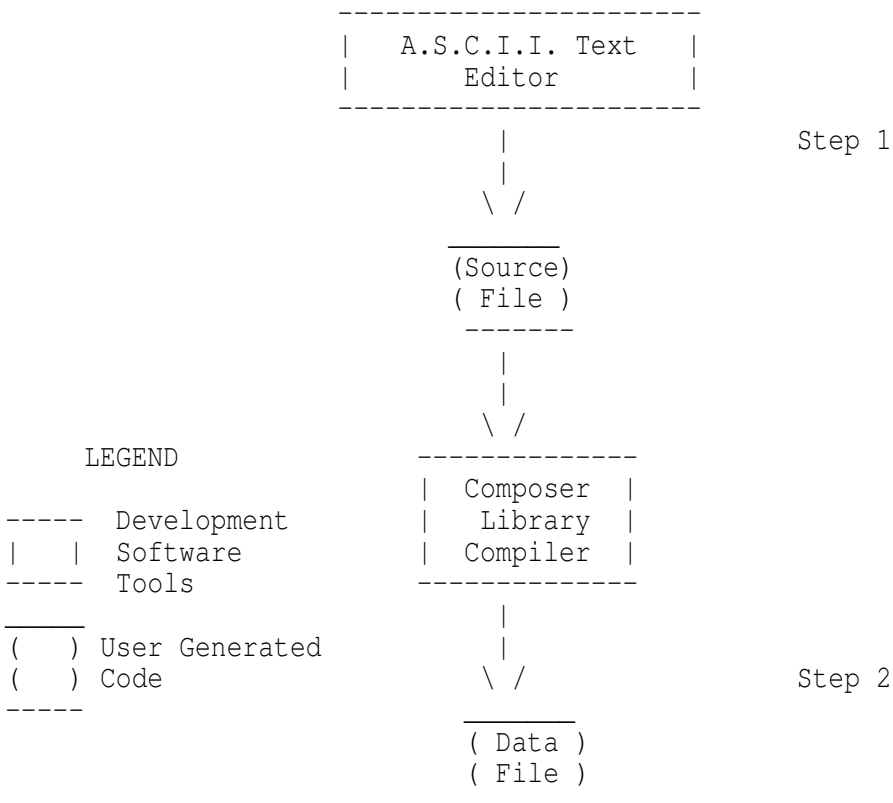 A.S.C.I.I. Text
Editor
Step 1
(Source)
( File )
LEGEND
Composer
Development
Library
Software
Compiler
Tools
( ) User Generated
( ) Code
Step 2
( Data )
( File )